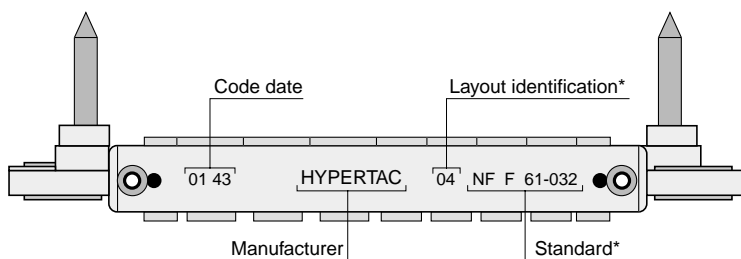 Code date Layout identification*
01 43 HYPERTAC 04 NF F 61-032
Manufacturer Standard*